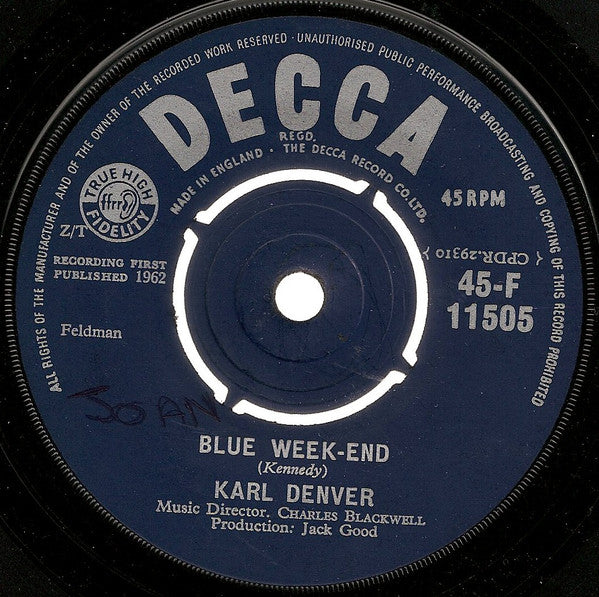 ALL RIGHTS OF THE MANUFACTURER AND OF THE OWNER OF THE RECORDED WORK RESERVED · UNAUTHORISED PUBLIC PERFORMANCE BROADCASTING AND COPYING OF THIS RECORD PROHIBITED
DECCA
REGD.
MADE IN ENGLAND · THE DECCA RECORD CO. LTD.
TRUE HIGH
ffrr
FIDELITY
45 RPM
Z/T
RECORDING FIRST
PUBLISHED 1962
(CPDR.29310)
45-F
11505
Feldman
JOAN
BLUE WEEK-END
(Kennedy)
KARL DENVER
Music Director. CHARLES BLACKWELL
Production: Jack Good